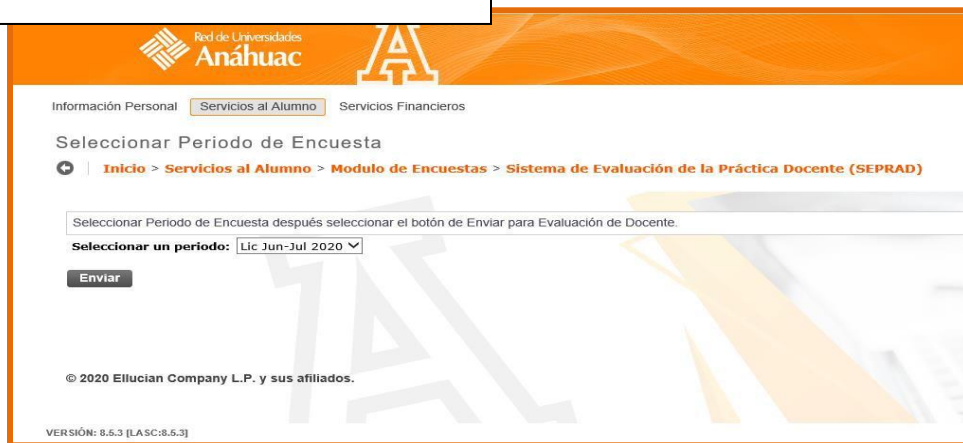 Red de Universidades
Anáhuac
Información Personal Servicios al Alumno Servicios Financieros
Seleccionar Periodo de Encuesta
Inicio > Servicios al Alumno > Modulo de Encuestas > Sistema de Evaluación de la Práctica Docente (SEPRAD)
Seleccionar Periodo de Encuesta después seleccionar el botón de Enviar para Evaluación de Docente.
Seleccionar un periodo: Lic Jun-Jul 2020
Enviar
© 2020 Ellucian Company L.P. y sus afiliados.
VERSIÓN: 8.5.3 [LASC:8.5.3]